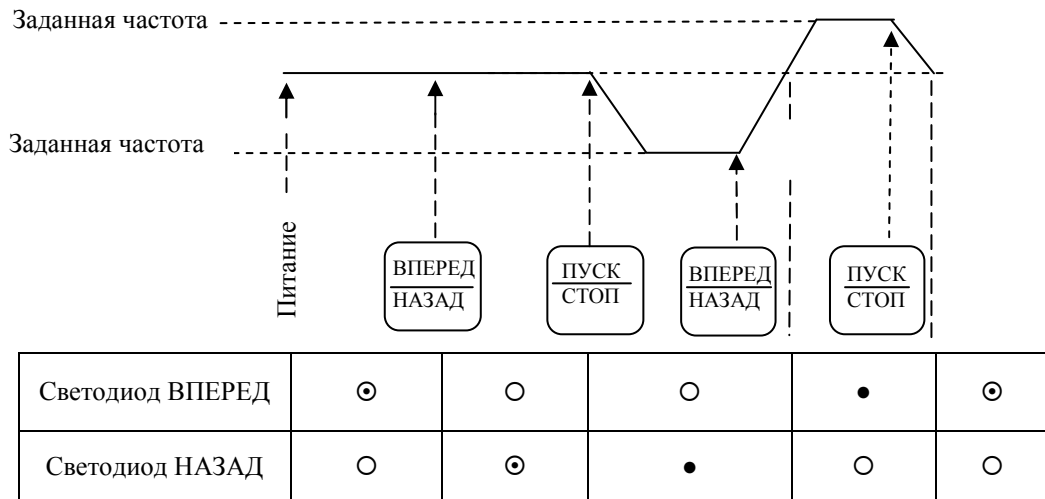 Заданная частота
Заданная частота
Питание
ВПЕРЕД
НАЗАД
ПУСК
СТОП
ВПЕРЕД
НАЗАД
ПУСК
СТОП
Светодиод ВПЕРЕД
Светодиод НАЗАД